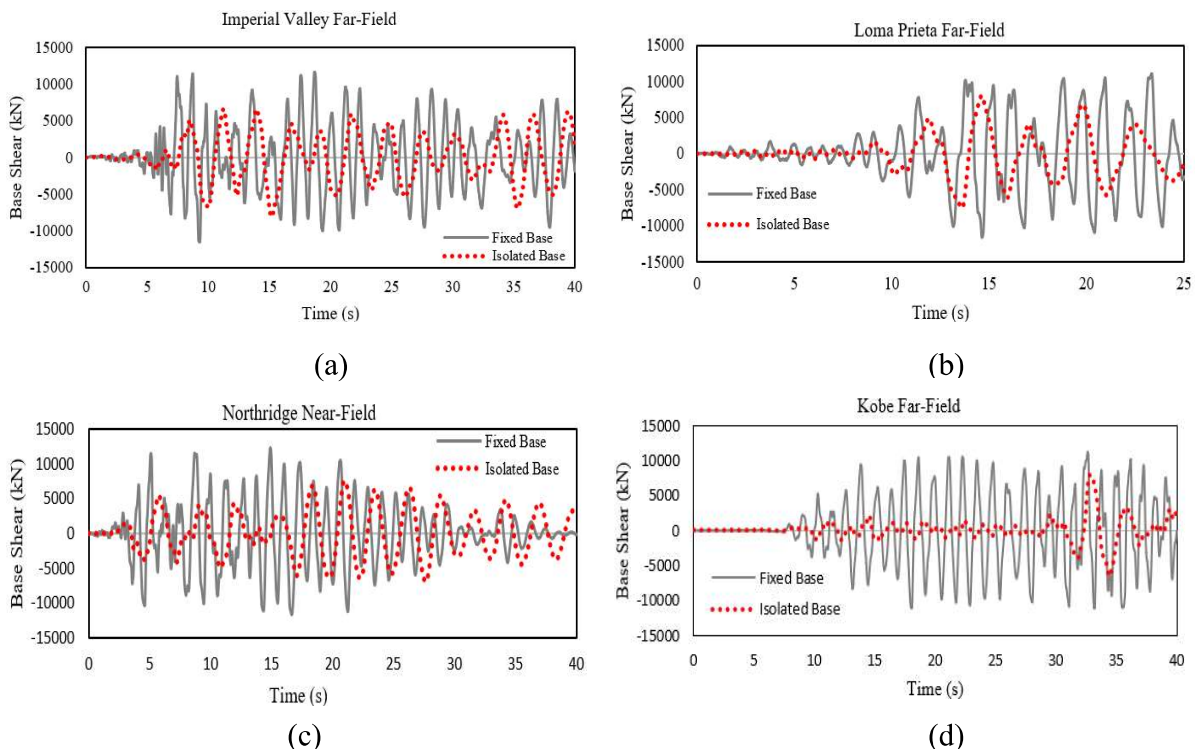 Imperial Valley Far-Field
15000
10000
5000
0
-5000
-10000
-15000
Base Shear (kN)
Fixed Base
Isolated Base
0 5 10 15 20 25 30 35 40
Time (s)
(a)
Loma Prieta Far-Field
15000
10000
5000
0
-5000
-10000
-15000
Base Shear (kN)
Fixed Base
Isolated Base
0 5 10 15 20 25
Time (s)
(b)
Northridge Near-Field
15000
10000
5000
0
-5000
-10000
-15000
Base Shear (kN)
Fixed Base
Isolated Base
0 5 10 15 20 25 30 35 40
Time (s)
(c)
Kobe Far-Field
15000
10000
5000
0
-5000
-10000
-15000
Base Shear (kN)
Fixed Base
Isolated Base
0 5 10 15 20 25 30 35 40
Time (s)
(d)